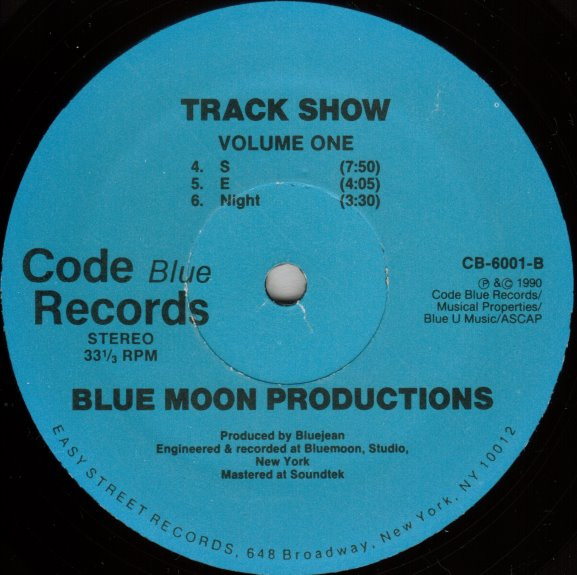 TRACK SHOW
VOLUME ONE
4. S (7:50)
5. E (4:05)
6. Night (3:30)
Code Blue
Records
STEREO
33 1/3 RPM
CB-6001-B
℗ &© 1990
Code Blue Records/
Musical Properties/
Blue U Music/ASCAP
BLUE MOON PRODUCTIONS
Produced by Bluejean
Engineered & recorded at Bluemoon, Studio,
New York
Mastered at Soundtek
EASY STREET RECORDS, 648 Broadway, New York, NY 10012